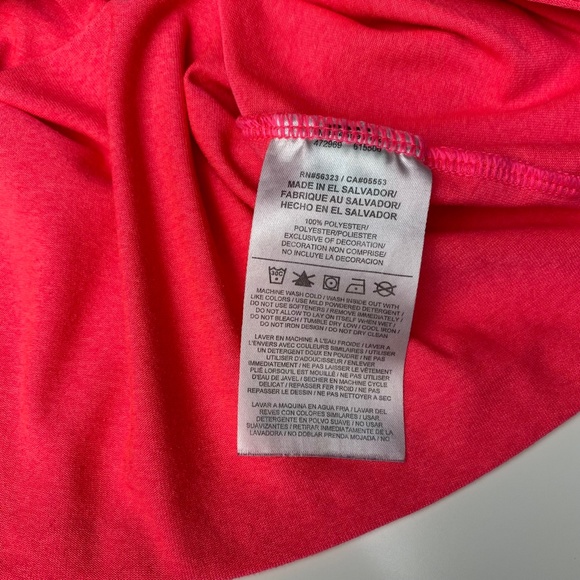 472969 615509
RN#56323 / CA#05553
MADE IN EL SALVADOR/
FABRIQUE AU SALVADOR/
HECHO EN EL SALVADOR
100% POLYESTER/
POLYESTER/POLIESTER
EXCLUSIVE OF DECORATION/
DECORATION NON COMPRISE/
NO INCLUYE LA DECORACION
MACHINE WASH COLD / WASH INSIDE OUT WITH
LIKE COLORS / USE MILD POWDERED DETERGENT /
DO NOT USE SOFTENERS / REMOVE IMMEDIATELY /
DO NOT ALLOW TO LAY ON ITSELF WHEN WET /
DO NOT BLEACH / TUMBLE DRY LOW / COOL IRON /
DO NOT IRON DESIGN / DO NOT DRY CLEAN
LAVER EN MACHINE A L'EAU FROIDE / LAVER A
L'ENVERS AVEC COULEURS SIMILAIRES / UTILISER
UN DETERGENT DOUX EN POUDRE / NE PAS
UTILISER D'ADOUCISSEUR / ENLEVER
IMMEDIATEMENT / NE PAS LAISSER LE VÊTEMENT
PLIÉ LORSQU'IL EST MOUILLÉ / NE PAS UTILISER
D'EAU DE JAVEL / SECHER EN MACHINE CYCLE
DELICAT / REPASSER FER FROID / NE PAS
REPASSER LE DESSIN / NE PAS NETTOYER A SEC
LAVAR A MAQUINA EN AGUA FRIA / LAVAR DEL
REVES CON COLORES SIMILARES / USAR
DETERGENTE EN POLVO SUAVE / NO USAR
SUAVIZANTES / RETIRAR INMEDIATAMENTE DE LA
LAVADORA / NO DOBLAR PRENDA MOJADA / NO